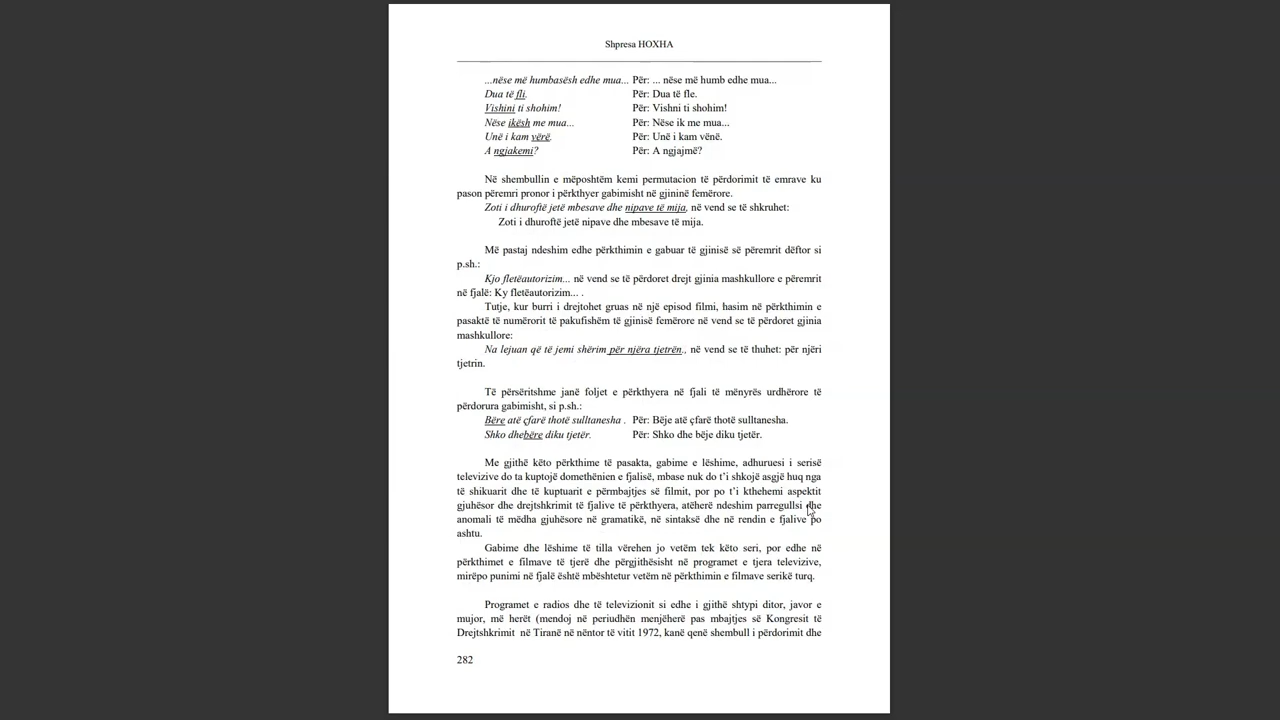 Shpresa HOXHA
...nëse më humbasësh edhe mua... Për: ... nëse më humb edhe mua...
Dua të fli. Për: Dua të fle.
Vishini ti shohim! Për: Vishni ti shohim!
Nëse ikësh me mua... Për: Nëse ik me mua...
Unë i kam vërë. Për: Unë i kam vënë.
A ngjakemi? Për: A ngjajmë?
Në shembullin e mëposhtëm kemi permutacion të përdorimit të emrave ku
pason përemri pronor i përkthyer gabimisht në gjininë femërore.
Zoti i dhuroftë jetë mbesave dhe nipave të mija, në vend se të shkruhet:
Zoti i dhuroftë jetë nipave dhe mbesave të mija.
Më pastaj ndeshim edhe përkthimin e gabuar të gjinisë së përemrit dëftor si
p.sh.:
Kjo fletëautorizim... në vend se të përdoret drejt gjinia mashkullore e përemrit
në fjalë: Ky fletëautorizim... .
Tutje, kur burri i drejtohet gruas në një episod filmi, hasim në përkthimin e
pasaktë të numërorit të pakufishëm të gjinisë femërore në vend se të përdoret gjinia
mashkullore:
Na lejuan që të jemi shërim për njëra tjetrën., në vend se të thuhet: për njëri
tjetrin.
Të përsëritshme janë foljet e përkthyera në fjali të mënyrës urdhërore të
përdorura gabimisht, si p.sh.:
Bëre atë çfarë thotë sulltanesha . Për: Bëje atë çfarë thotë sulltanesha.
Shko dhebëre diku tjetër. Për: Shko dhe bëje diku tjetër.
Me gjithë këto përkthime të pasakta, gabime e lëshime, adhuruesi i serisë
televizive do ta kuptojë domethënien e fjalisë, mbase nuk do t’i shkojë asgjë huq nga
të shikuarit dhe të kuptuarit e përmbajtjes së filmit, por po t’i kthehemi aspektit
gjuhësor dhe drejtshkrimit të fjalive të përkthyera, atëherë ndeshim parregullsi dhe
anomali të mëdha gjuhësore në gramatikë, në sintaksë dhe në rendin e fjalive po
ashtu.
Gabime dhe lëshime të tilla vërehen jo vetëm tek këto seri, por edhe në
përkthimet e filmave të tjerë dhe përgjithësisht në programet e tjera televizive,
mirëpo punimi në fjalë është mbështetur vetëm në përkthimin e filmave serikë turq.
Programet e radios dhe të televizionit si edhe i gjithë shtypi ditor, javor e
mujor, më herët (mendoj në periudhën menjëherë pas mbajtjes së Kongresit të
Drejtshkrimit në Tiranë në nëntor të vitit 1972, kanë qenë shembull i përdorimit dhe
282